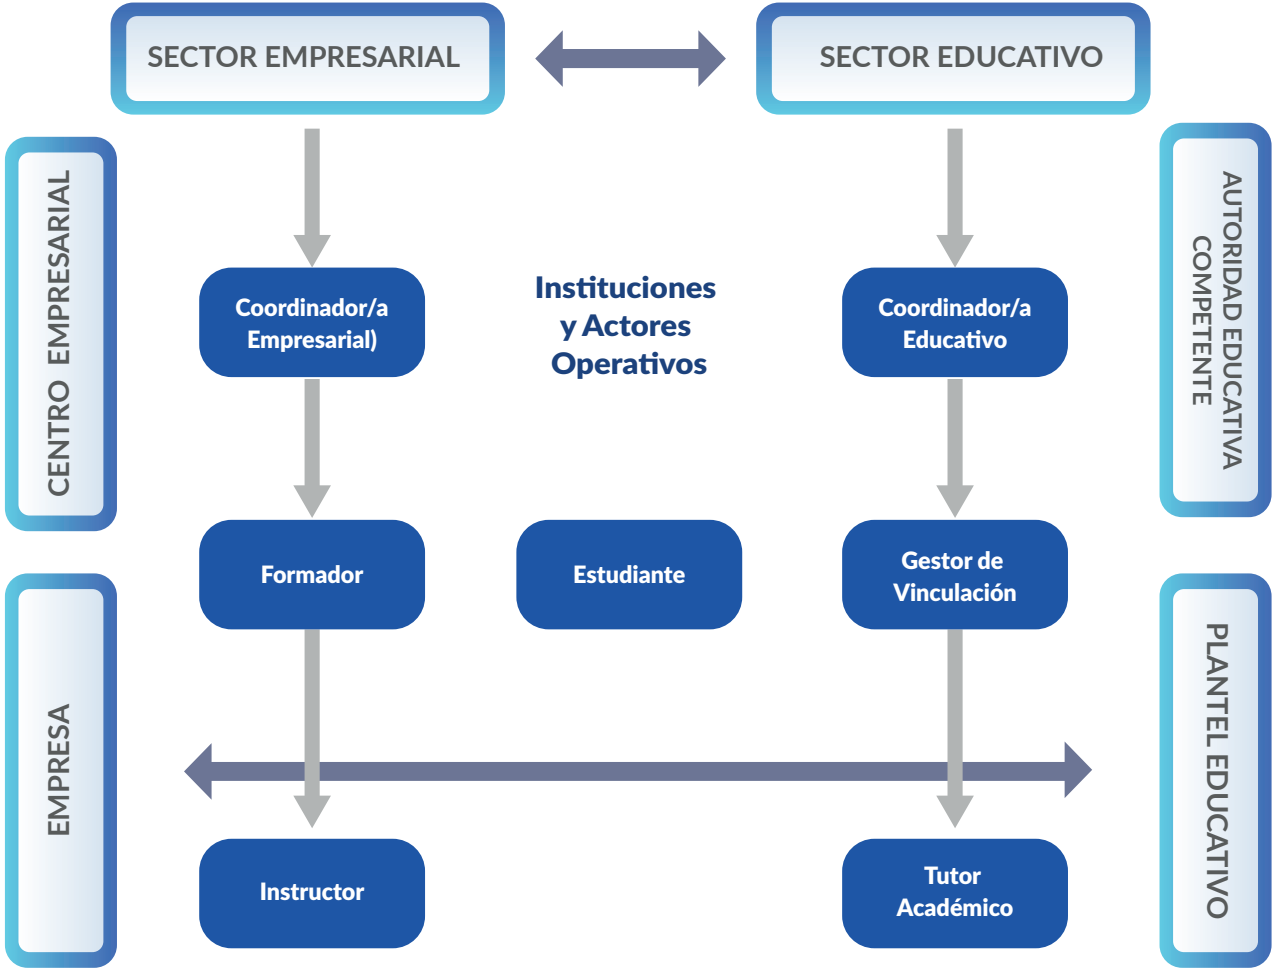 SECTOR EMPRESARIAL
SECTOR EDUCATIVO
CENTRO EMPRESARIAL
AUTORIDAD EDUCATIVA
COMPETENTE
Coordinador/a
Empresarial)
Instituciones
y Actores
Operativos
Coordinador/a
Educativo
Formador
Estudiante
Gestor de
Vinculación
EMPRESA
PLANTEL EDUCATIVO
Instructor
Tutor
Académico